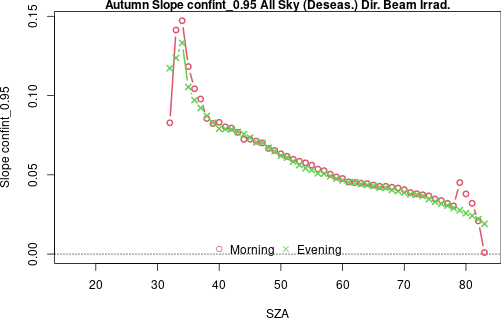 Autumn Slope confint_0.95 All Sky (Deseas.) Dir. Beam Irrad.
Slope confint_0.95
0.15
0.10
0.05
0.00
Morning Evening
20 30 40 50 60 70 80
SZA